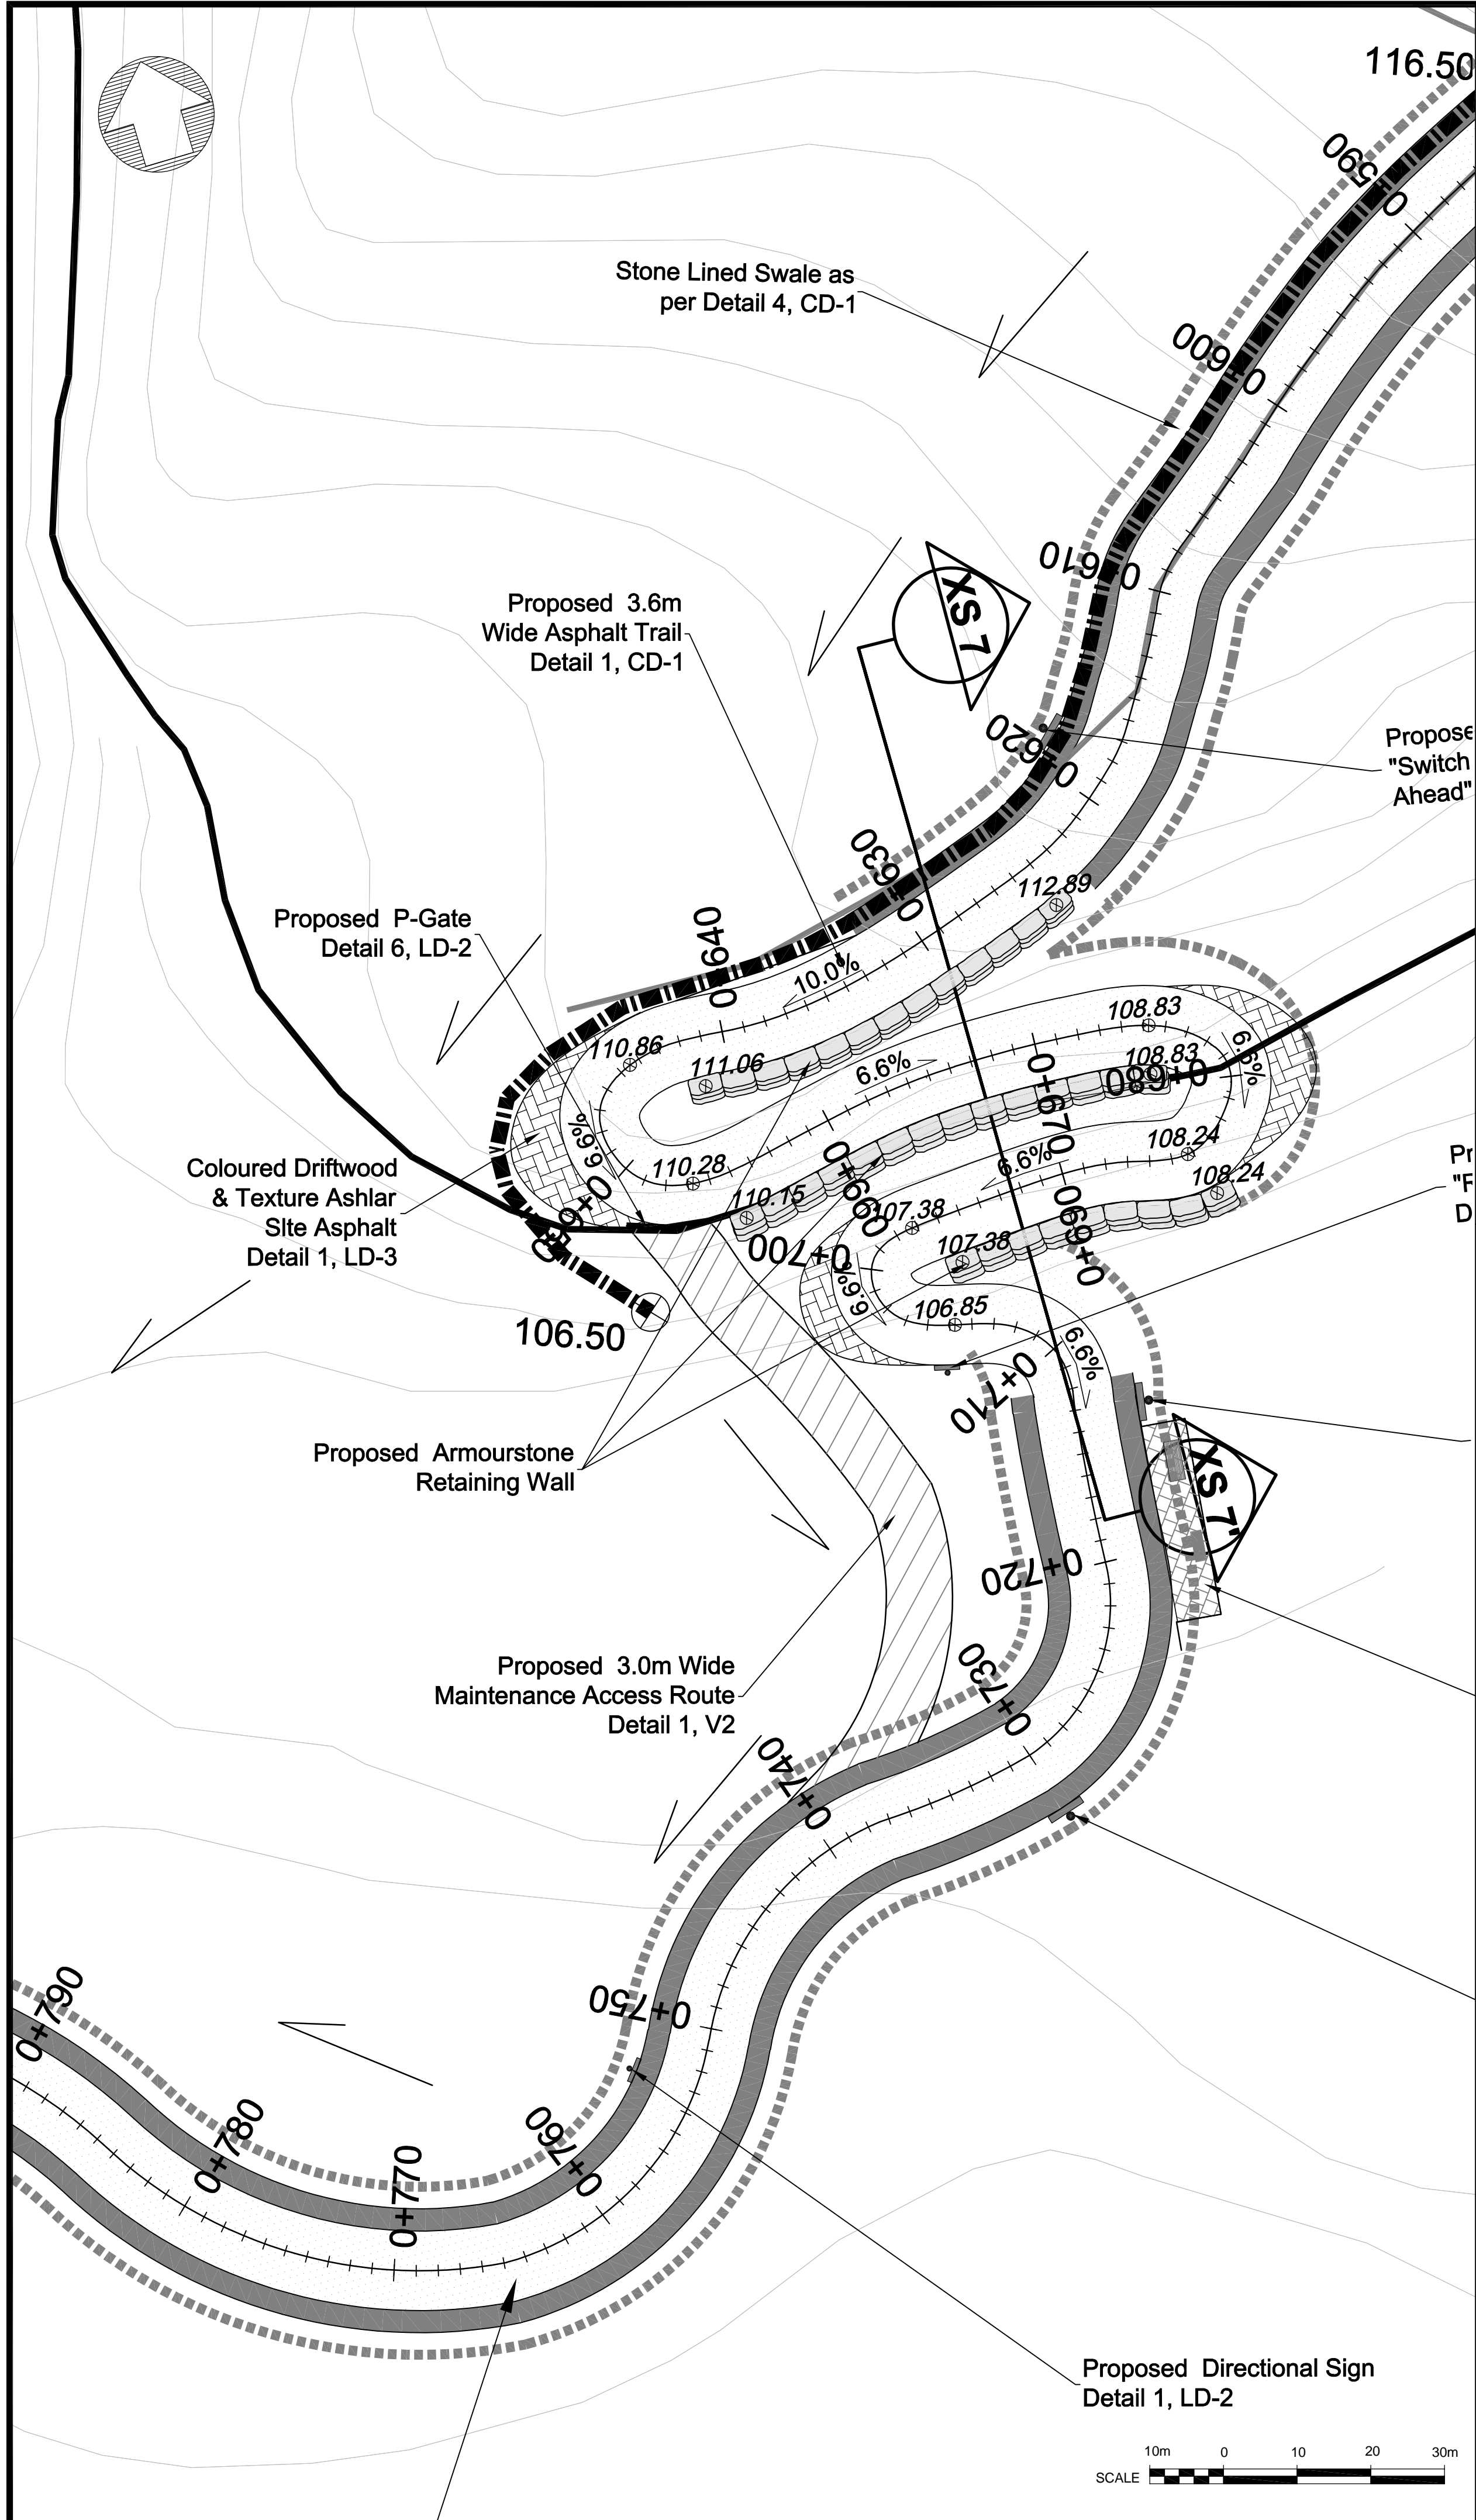 116.50
0+590
Stone Lined Swale as
per Detail 4, CD-1
0+600
0+610
XS 7
Proposed 3.6m
Wide Asphalt Trail
Detail 1, CD-1
0+620
"Switch
Ahead"
0+630
112.89
Proposed P-Gate
Detail 6, LD-2
0+640
10.0%
108.83
110.86
111.06
6.6%
108.83
6.6%
0+680
0+670
6.6%
110.28
108.24
6.6%
108.24
Coloured Driftwood
& Texture Ashlar
SIte Asphalt
Detail 1, LD-3
110.15
0+660
107.38
0+690
0+700
107.38
6.6%
106.85
106.50
6.6%
0+710
Proposed Armourstone
Retaining Wall
XS 7'
0+720
Proposed 3.0m Wide
Maintenance Access Route
Detail 1, V2
0+730
0+740
0+750
0+790
0+780
0+770
0+760
Proposed Directional Sign
Detail 1, LD-2
10m 0 10 20 30m
SCALE